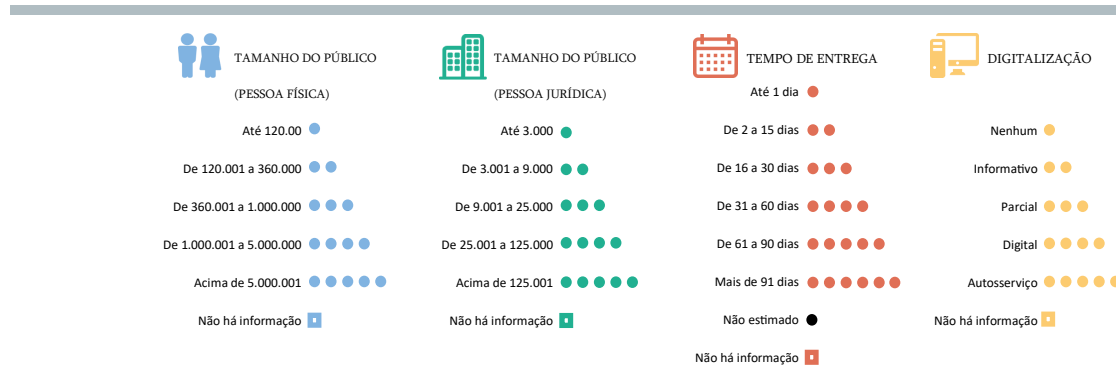 TAMANHO DO PÚBLICO
(PESSOA FÍSICA)
Até 120.00
De 120.001 a 360.000
De 360.001 a 1.000.000
De 1.000.001 a 5.000.000
Acima de 5.000.001
Não há informação
TAMANHO DO PÚBLICO
(PESSOA JURÍDICA)
Até 3.000
De 3.001 a 9.000
De 9.001 a 25.000
De 25.001 a 125.000
Acima de 125.001
Não há informação
TEMPO DE ENTREGA
Até 1 dia
De 2 a 15 dias
De 16 a 30 dias
De 31 a 60 dias
De 61 a 90 dias
Mais de 91 dias
Não estimado
Não há informação
DIGITALIZAÇÃO
Nenhum
Informativo
Parcial
Digital
Autosserviço
Não há informação